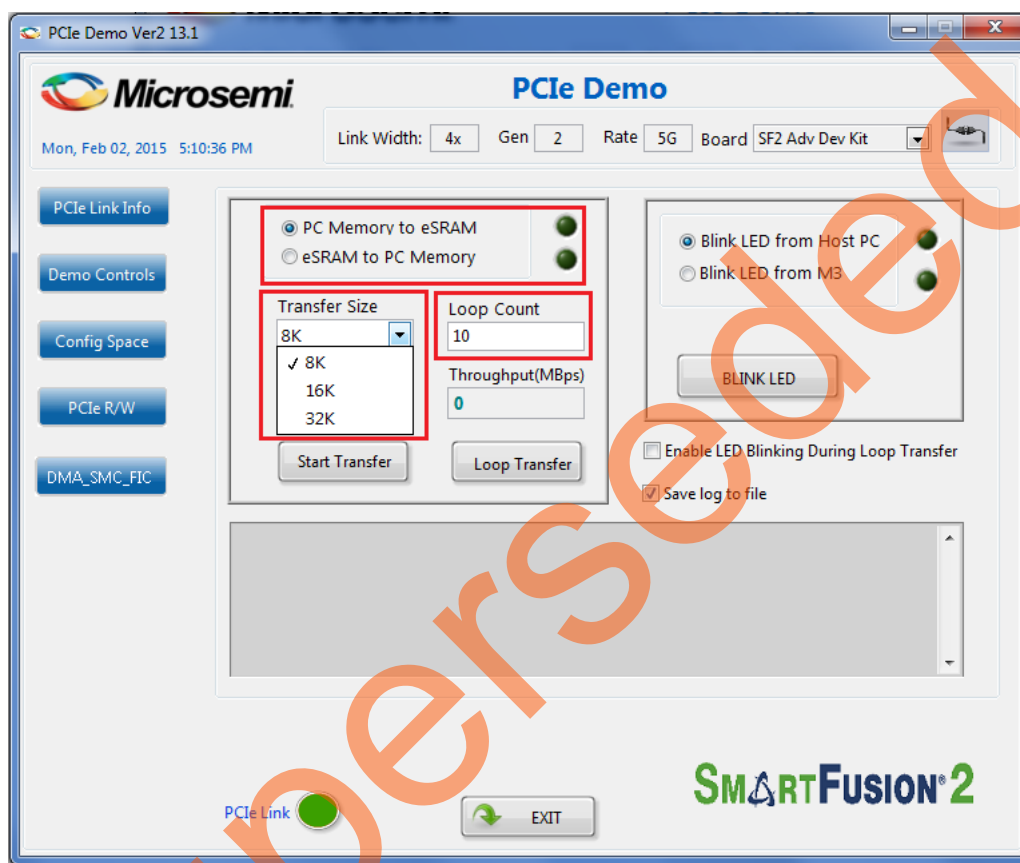 PCIe Demo Ver2 13.1
Microsemi.
PCIe Demo
Mon, Feb 02, 2015 5:10:36 PM
Link Width: 4x Gen 2 Rate 5G Board SF2 Adv Dev Kit
PCIe Link Info
Demo Controls
Config Space
PCIe R/W
DMA_SMC_FIC
PC Memory to eSRAM
eSRAM to PC Memory
Transfer Size
8K
8K
16K
32K
Loop Count
10
Throughput(MBps)
0
Start Transfer
Loop Transfer
Blink LED from Host PC
Blink LED from M3
BLINK LED
Enable LED Blinking During Loop Transfer
Save log to file
PCIe Link
EXIT
SMARTFUSION® 2
perseded